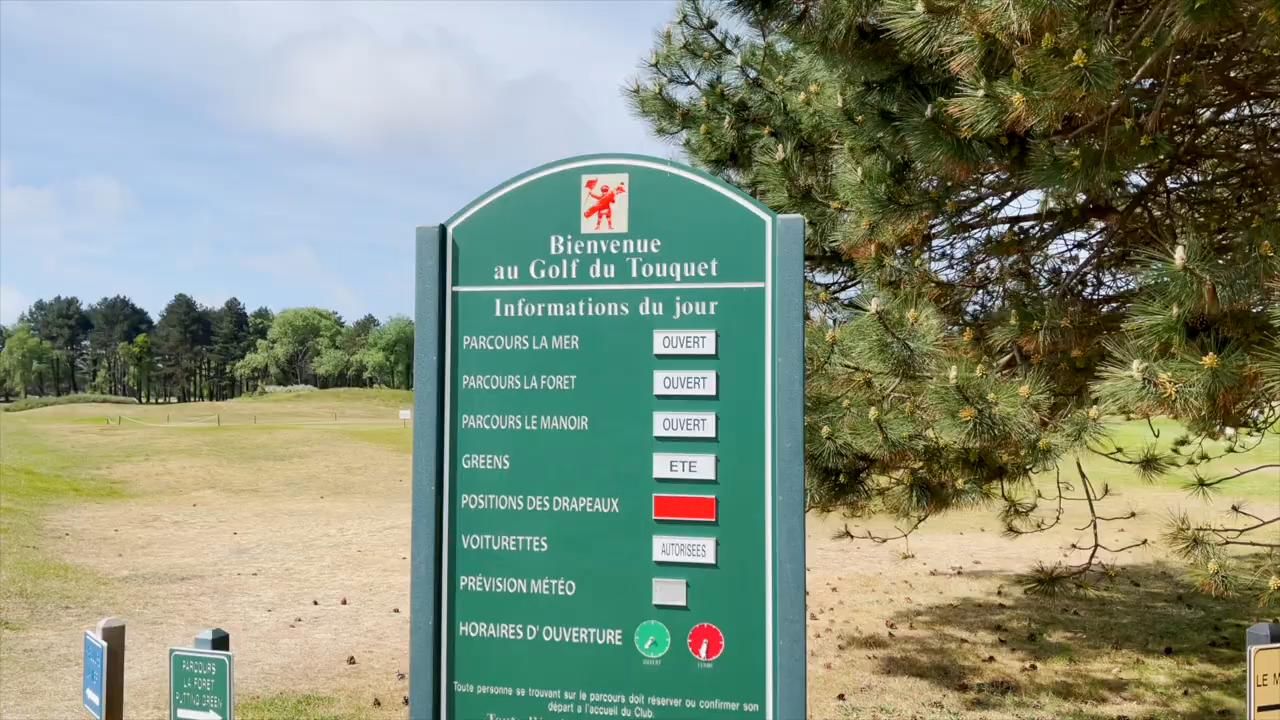 Bienvenue
au Golf du Touquet
Informations du jour
PARCOURS LA MER OUVERT
PARCOURS LA FORET OUVERT
PARCOURS LE MANOIR OUVERT
GREENS ETE
POSITIONS DES DRAPEAUX
VOITURETTES AUTORISEES
PRÉVISION MÉTÉO
HORAIRES D' OUVERTURE
OUVERT
Toute personne se trouvant sur le parcours doit réserver ou confirmer son
départ a l'accueil du Club.
PARCOURS
LA FORET
PUTTING GREEN
LE M